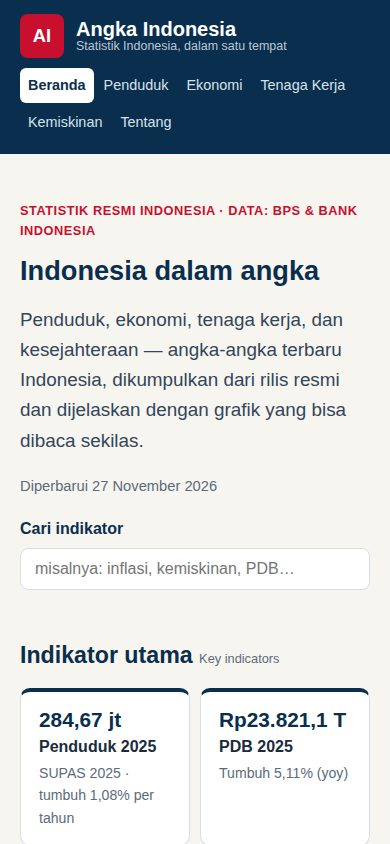 AI
Angka Indonesia
Statistik Indonesia, dalam satu tempat
Beranda Penduduk Ekonomi Tenaga Kerja
Kemiskinan Tentang
STATISTIK RESMI INDONESIA · DATA: BPS & BANK
INDONESIA
Indonesia dalam angka
Penduduk, ekonomi, tenaga kerja, dan
kesejahteraan — angka-angka terbaru
Indonesia, dikumpulkan dari rilis resmi
dan dijelaskan dengan grafik yang bisa
dibaca sekilas.
Diperbarui 27 November 2026
Cari indikator
misalnya: inflasi, kemiskinan, PDB…
Indikator utama Key indicators
284,67 jt
Penduduk 2025
SUPAS 2025 ·
tumbuh 1,08% per
tahun
Rp23.821,1 T
PDB 2025
Tumbuh 5,11% (yoy)